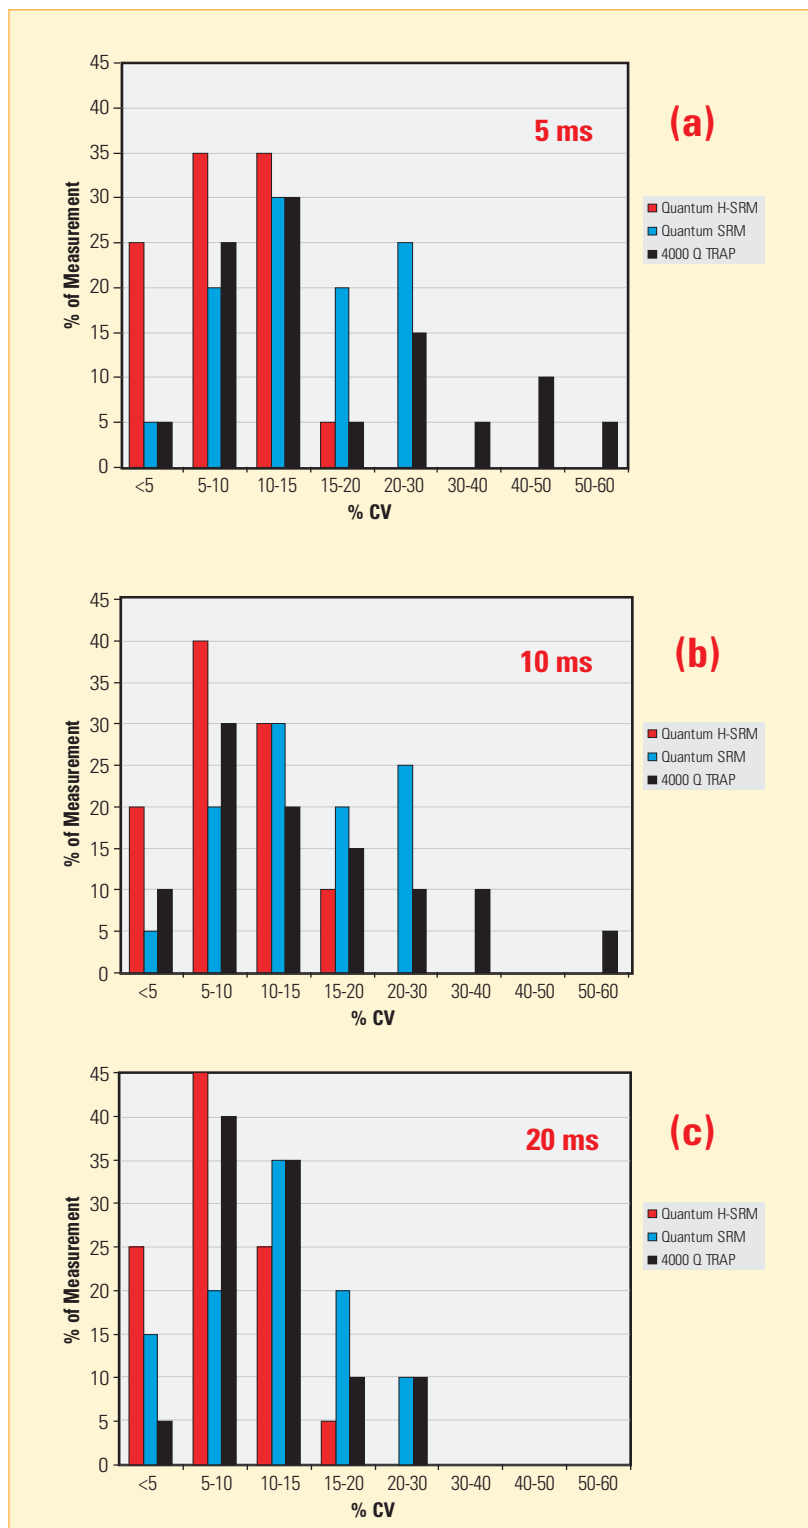 45
40
35
30
25
20
15
10
5
0
% of Measurement
5 ms
(a)
Quantum H-SRM
Quantum SRM
4000 Q TRAP
<5 5-10 10-15 15-20 20-30 30-40 40-50 50-60
% CV
45
40
35
30
25
20
15
10
5
0
% of Measurement
10 ms
(b)
Quantum H-SRM
Quantum SRM
4000 Q TRAP
<5 5-10 10-15 15-20 20-30 30-40 40-50 50-60
% CV
45
40
35
30
25
20
15
10
5
0
% of Measurement
20 ms
(c)
Quantum H-SRM
Quantum SRM
4000 Q TRAP
<5 5-10 10-15 15-20 20-30 30-40 40-50 50-60
% CV